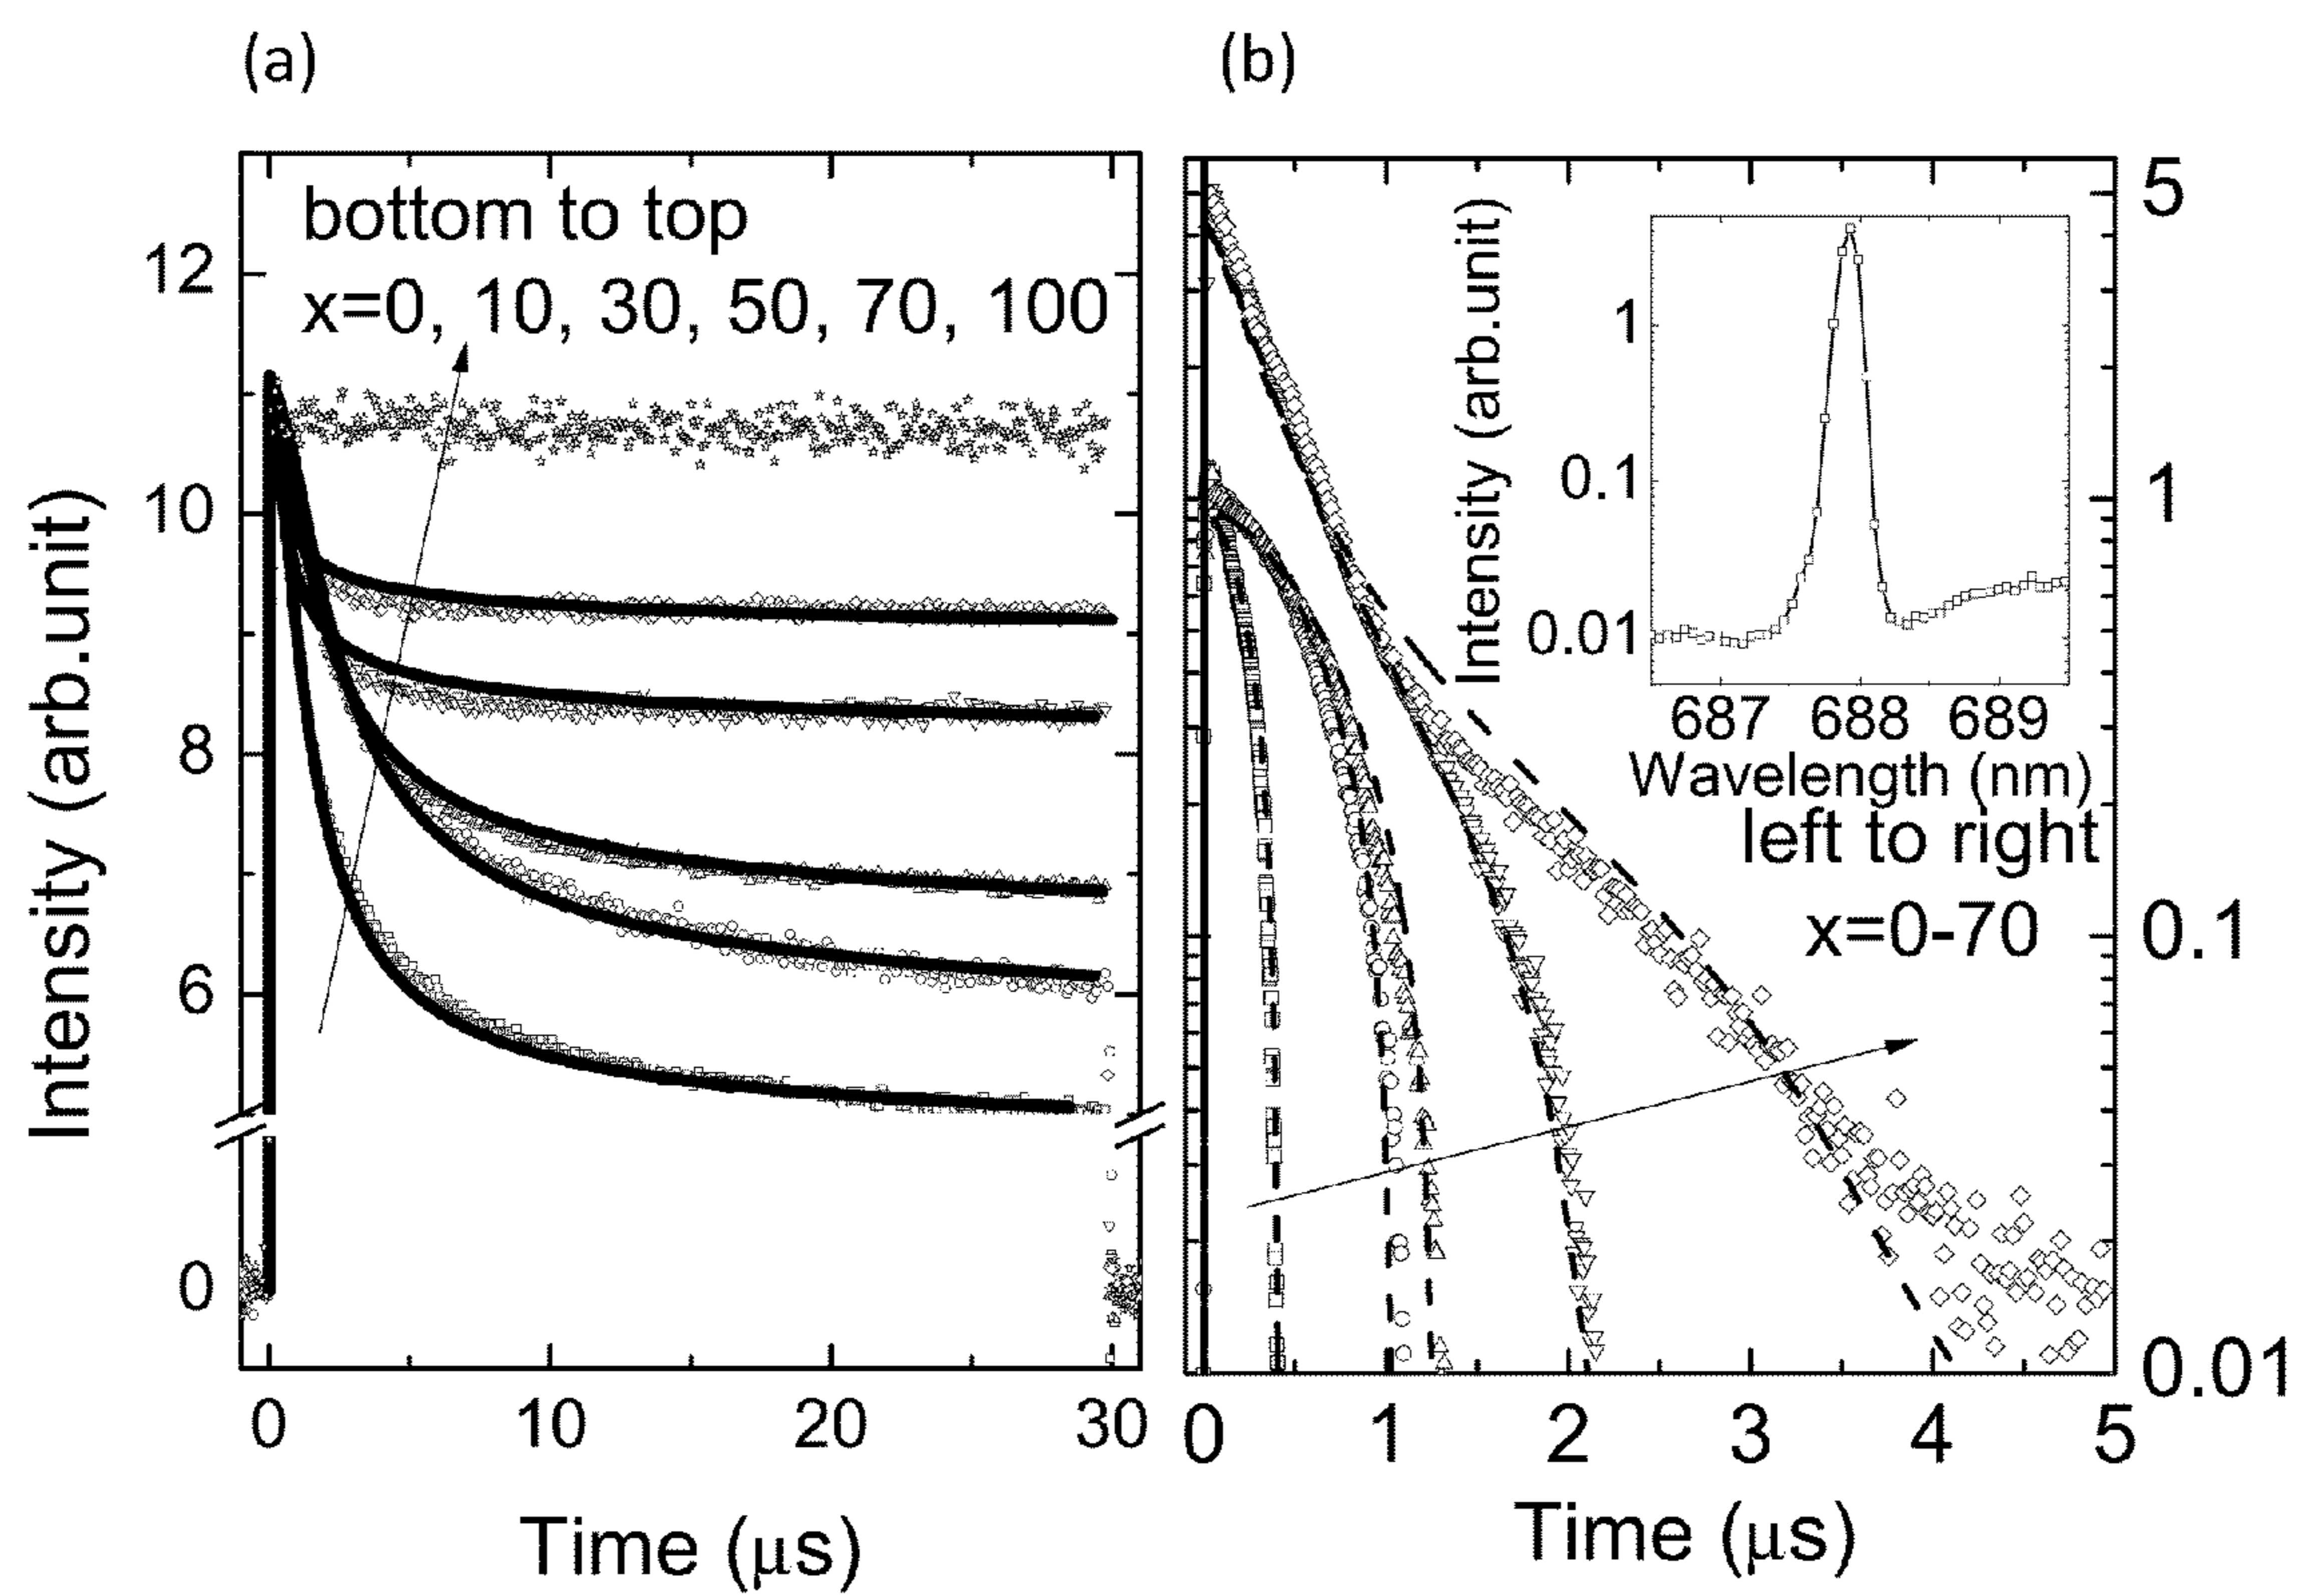 (a)
bottom to top
x=0, 10, 30, 50, 70, 100
12
10
8
6
0
Intensity (arb.unit)
0 10 20 30
Time (μs)
(b)
5
1
0.1
0.01
Intensity (arb.unit)
1
0.1
0.01
687 688 689
Wavelength (nm)
left to right
x=0-70
0 1 2 3 4 5
Time (μs)